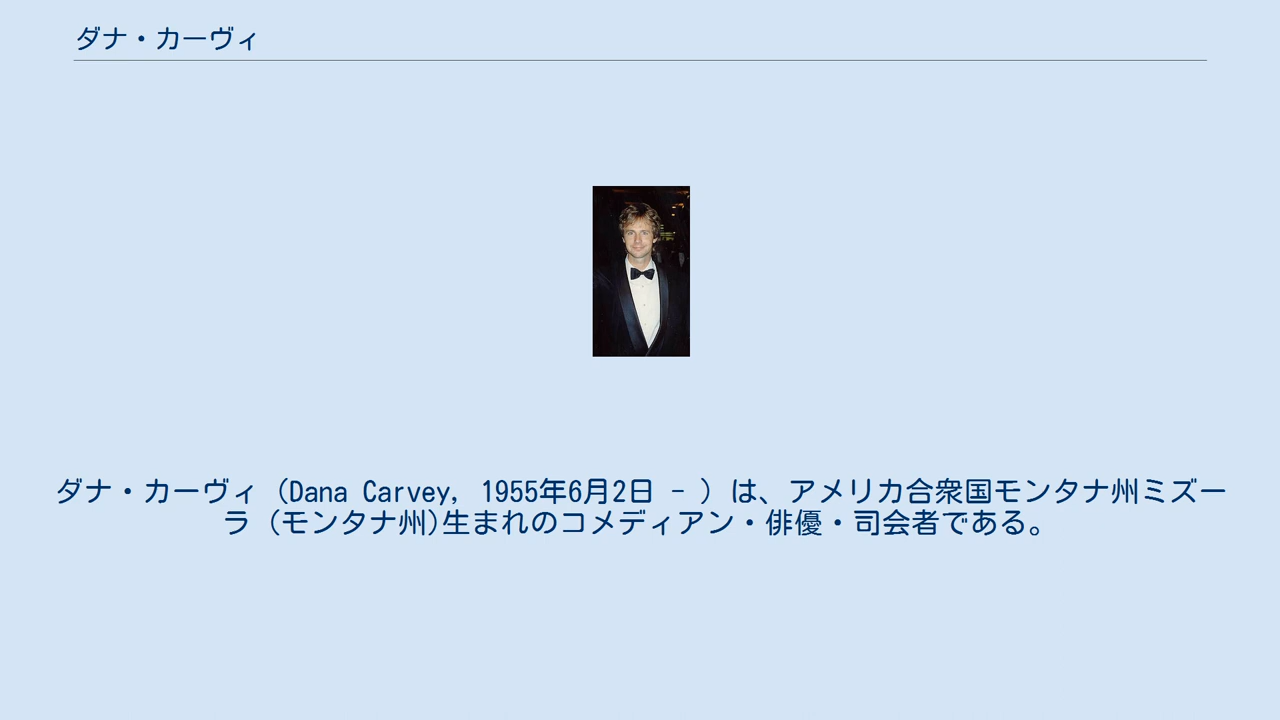 ダナ・カーヴィ
ダナ・カーヴィ (Dana Carvey, 1955年6月2日 - ）は、アメリカ合衆国モンタナ州ミズー
ラ (モンタナ州)生まれのコメディアン・俳優・司会者である。